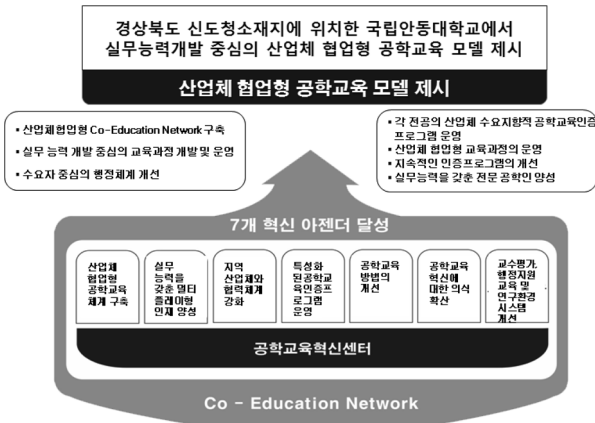 경상북도 신도청소재지에 위치한 국립안동대학교에서
실무능력개발 중심의 산업체 협업형 공학교육 모델 제시
산업체 협업형 공학교육 모델 제시
▪ 산업체협업형 Co-Education Network 구축
▪ 실무 능력 개발 중심의 교육과정 개발 및 운영
▪ 수요자 중심의 행정체계 개선
▪ 각 전공의 산업체 수요지향적 공학교육인증
프로그램 운영
▪ 산업체 협업형 교육과정의 운영
▪ 지속적인 인증프로그램의 개선
▪ 실무능력을 갖춘 전문 공학인 양성
7개 혁신 아젠더 달성
산업체
협업형
공학교육
체계 구축
실무
능력을
갖춘 멀티
플레이형
인재 양성
지역
산업체와
협력체계
강화
특성화
된공학교
육인증프
로그램
운영
공학교육
방법의
개선
공학교육
혁신에
대한 의식
확산
교수평가,
행정지원
교육 및
연구환경
시스템
개선
공학교육혁신센터
Co - Education Network